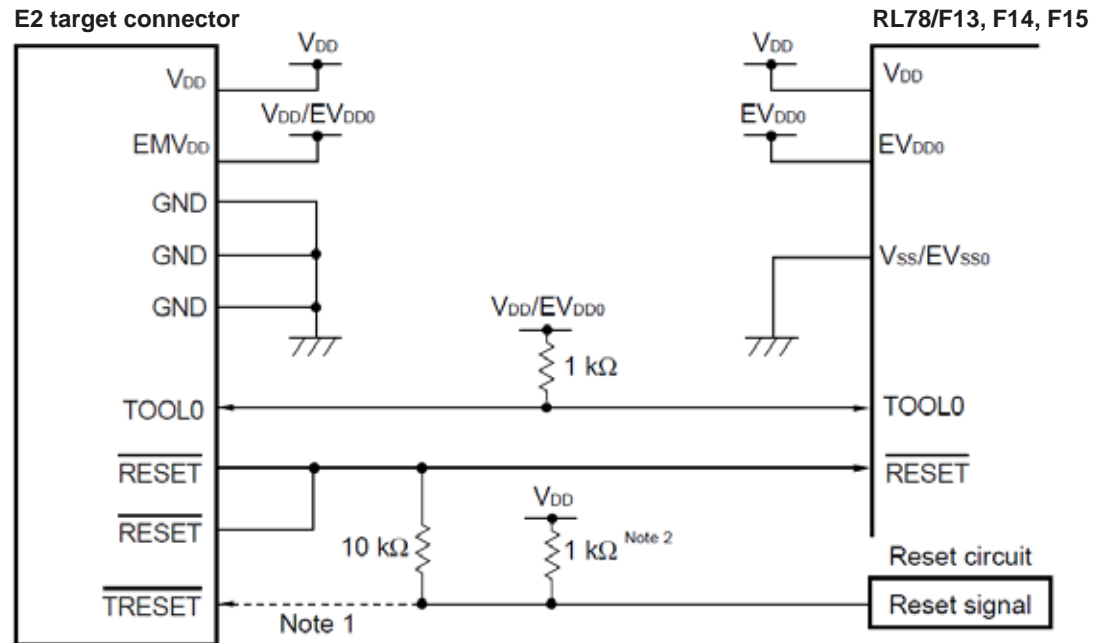 E2 target connector
RL78/F13, F14, F15
VDD
VDD
VDD
VDD
VDD/EVDD0
EVDD0
EMVDD
EVDD0
GND
GND
VSS/EVSS0
GND
VDD/EVDD0
1 kΩ
TOOL0
TOOL0
RESET
RESET
VDD
RESET
10 kΩ
1 kΩ Note 2
Reset circuit
TRESET
Note 1
Reset signal